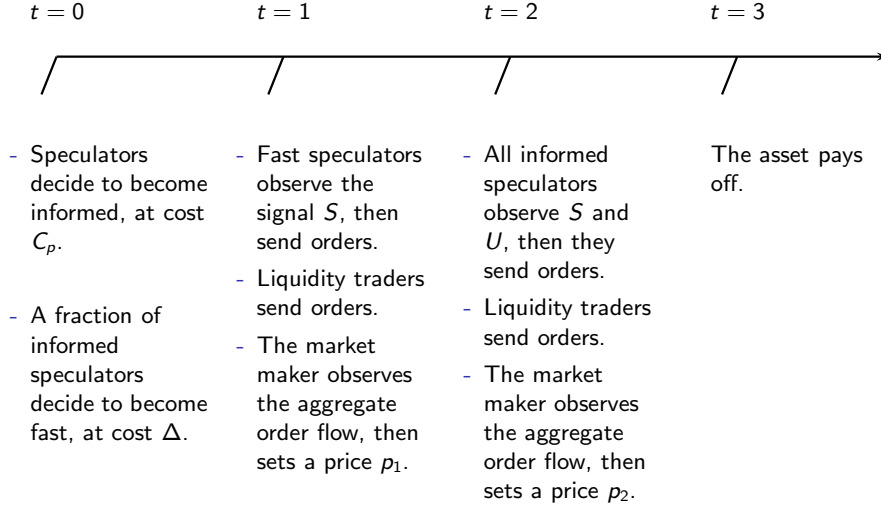 t = 0
t = 1
t = 2
t = 3
- Speculators
decide to become
informed, at cost
Cₚ.
- A fraction of
informed
speculators
decide to become
fast, at cost Δ.
- Fast speculators
observe the
signal S, then
send orders.
- Liquidity traders
send orders.
- The market
maker observes
the aggregate
order flow, then
sets a price p₁.
- All informed
speculators
observe S and
U, then they
send orders.
- Liquidity traders
send orders.
- The market
maker observes
the aggregate
order flow, then
sets a price p₂.
The asset pays
off.